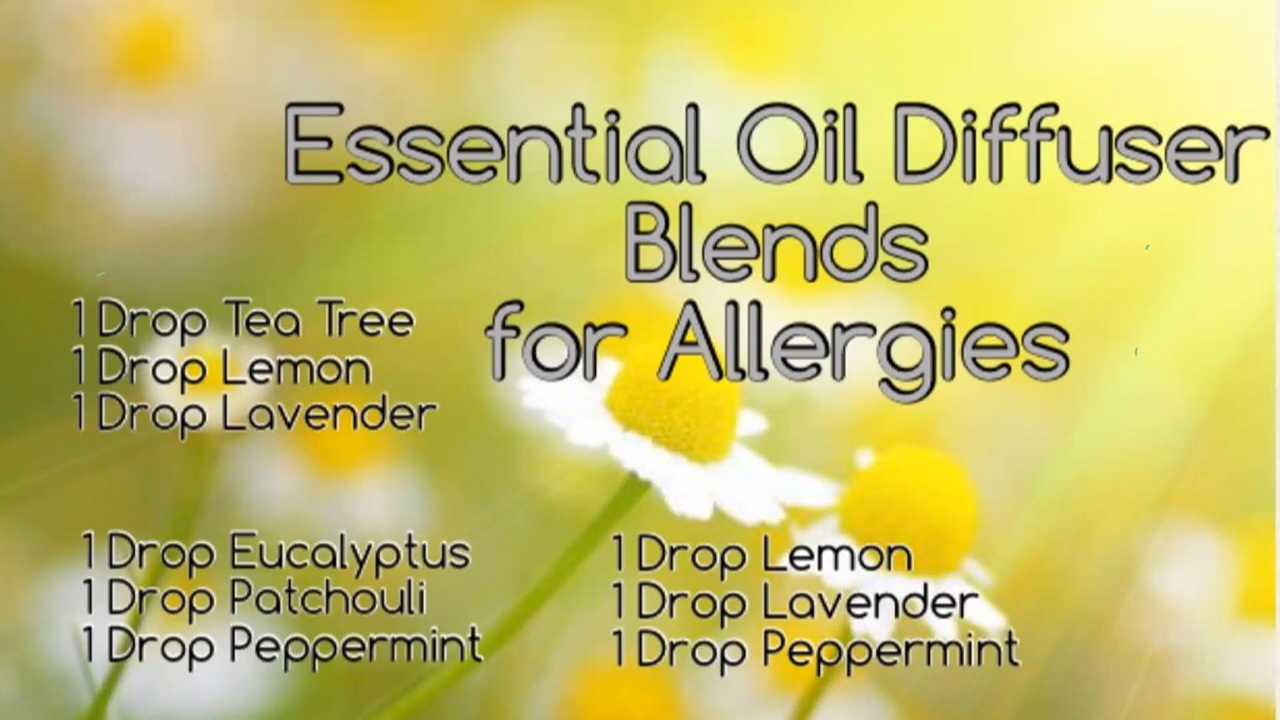 Essential Oil Diffuser
Blends
for Allergies
1 Drop Tea Tree
1 Drop Lemon
1 Drop Lavender
1 Drop Eucalyptus
1 Drop Patchouli
1 Drop Peppermint
1 Drop Lemon
1 Drop Lavender
1 Drop Peppermint